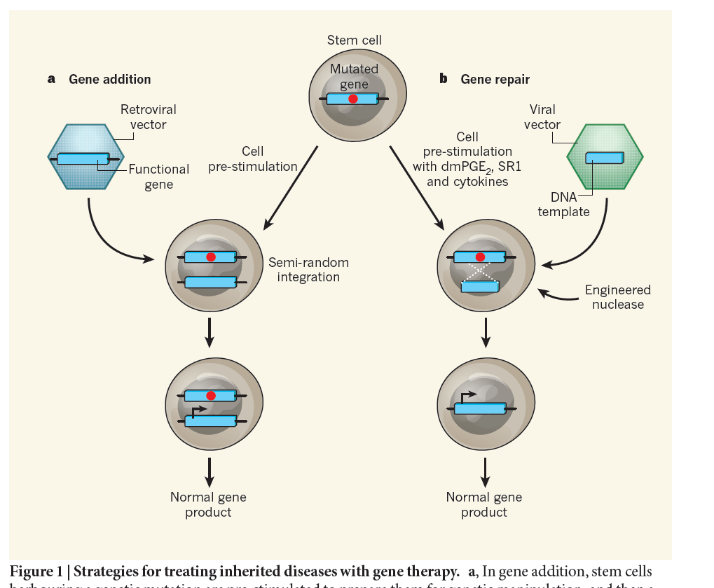 Stem cell
Mutated
gene
a Gene addition
Retroviral
vector
Functional
gene
Cell
pre-stimulation
b Gene repair
Viral
vector
Cell
pre-stimulation
with dmPGE₂, SR1
and cytokines
DNA
template
Semi-random
integration
Engineered
nuclease
Normal gene
product
Normal gene
product
Figure 1 | Strategies for treating inherited diseases with gene therapy. a, In gene addition, stem cells